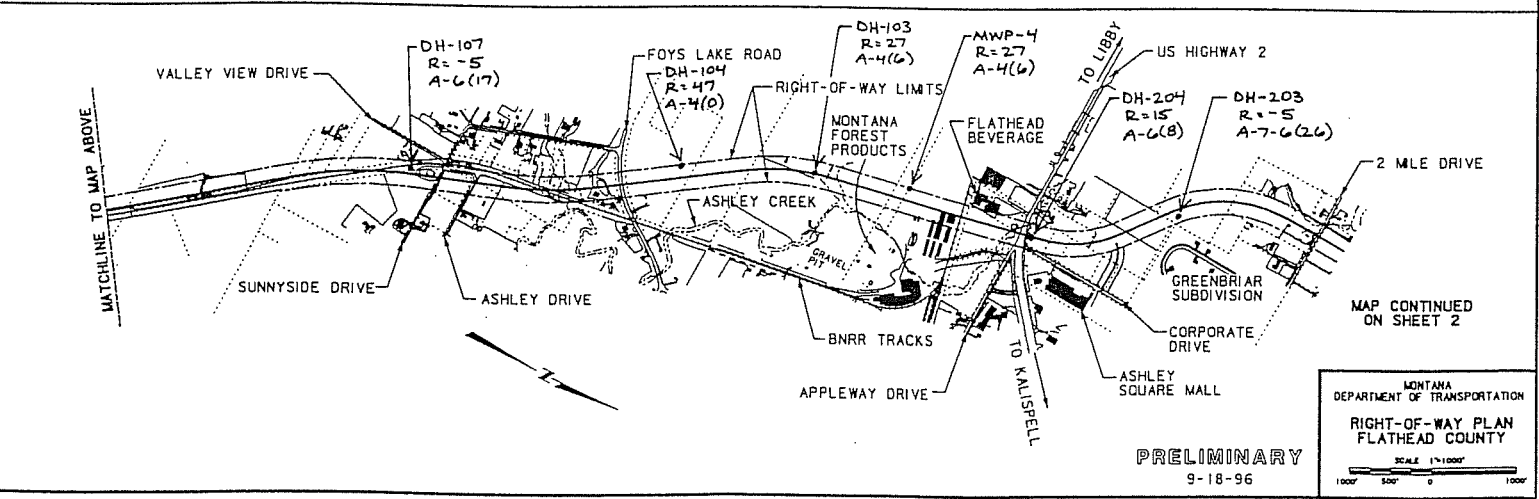 MATCHLINE TO MAP ABOVE
VALLEY VIEW DRIVE
DH-107
R= -5
A-6(17)
SUNNYSIDE DRIVE
ASHLEY DRIVE
FOYS LAKE ROAD
DH-104
R=47
A-4(0)
RIGHT-OF-WAY LIMITS
DH-103
R=27
A-4(6)
MONTANA
FOREST
PRODUCTS
ASHLEY CREEK
GRAVEL
PIT
BNRR TRACKS
MWP-4
R=27
A-4(6)
FLATHEAD
BEVERAGE
TO LIBBY
US HIGHWAY 2
DH-204
R=15
A-6(8)
DH-203
R=-5
A-7-6(26)
2 MILE DRIVE
GREENBRIAR
SUBDIVISION
CORPORATE
DRIVE
ASHLEY
SQUARE MALL
APPLEWAY DRIVE
TO KALISPELL
Z
MAP CONTINUED
ON SHEET 2
PRELIMINARY
9-18-96
MONTANA
DEPARTMENT OF TRANSPORTATION
RIGHT-OF-WAY PLAN
FLATHEAD COUNTY
SCALE 1"=1000'
1000' 500' 0 1000'